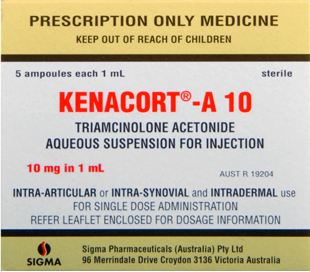 PRESCRIPTION ONLY MEDICINE
KEEP OUT OF REACH OF CHILDREN
5 ampoules each 1 mL sterile
KENACORT®-A 10
TRIAMCINOLONE ACETONIDE
AQUEOUS SUSPENSION FOR INJECTION
10 mg in 1 mL
AUST R 19204
INTRA-ARTICULAR or INTRA-SYNOVIAL and INTRADERMAL use
FOR SINGLE DOSE ADMINISTRATION
REFER LEAFLET ENCLOSED FOR DOSAGE INFORMATION
SIGMA
Sigma Pharmaceuticals (Australia) Pty Ltd
96 Merrindale Drive Croydon 3136 Victoria Australia